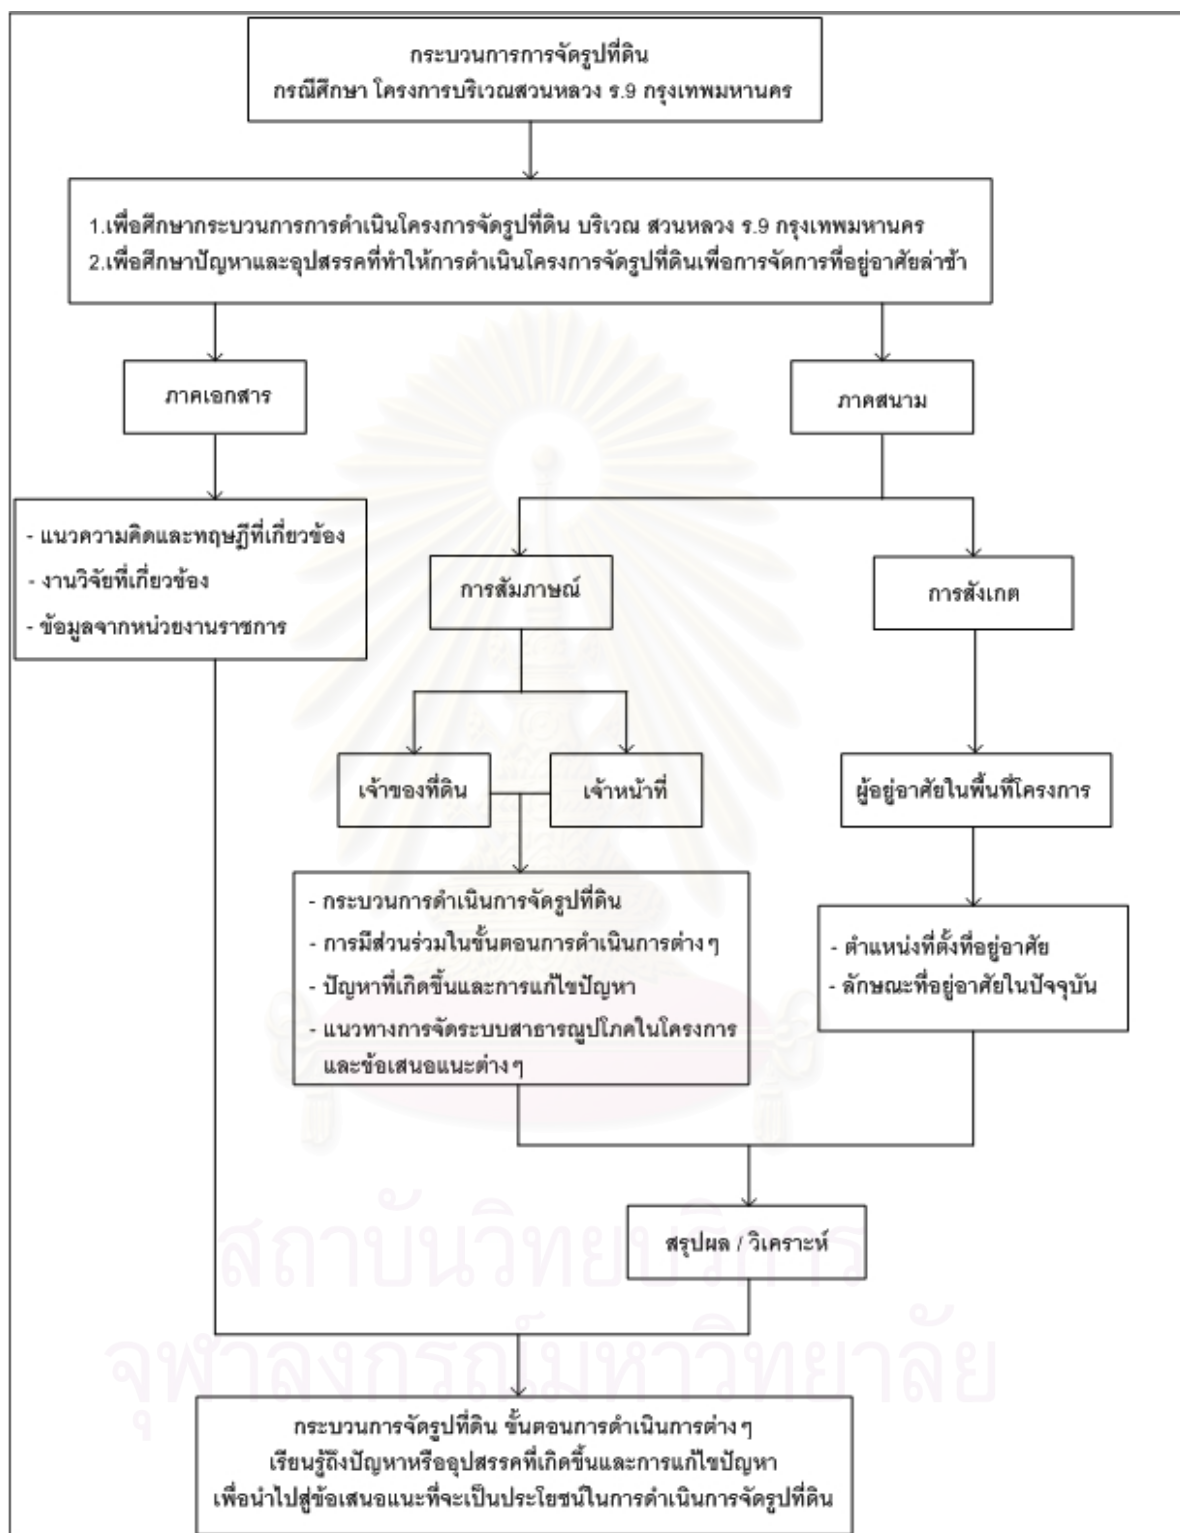 กระบวนการการจัดรูปที่ดิน
กรณีศึกษา โครงการบริเวณสวนหลวง ร.9 กรุงเทพมหานคร
1.เพื่อศึกษากระบวนการการดำเนินโครงการจัดรูปที่ดิน บริเวณ สวนหลวง ร.9 กรุงเทพมหานคร
2.เพื่อศึกษาปัญหาและอุปสรรคที่ทำให้การดำเนินโครงการจัดรูปที่ดินเพื่อการจัดการที่อยู่อาศัยล่าช้า
ภาคเอกสาร
ภาคสนาม
- แนวความคิดและทฤษฎีที่เกี่ยวข้อง
- งานวิจัยที่เกี่ยวข้อง
- ข้อมูลจากหน่วยงานราชการ
การสัมภาษณ์
การสังเกต
เจ้าของที่ดิน
เจ้าหน้าที่
ผู้อยู่อาศัยในพื้นที่โครงการ
- กระบวนการดำเนินการจัดรูปที่ดิน
- การมีส่วนร่วมในขั้นตอนการดำเนินการต่างๆ
- ปัญหาที่เกิดขึ้นและการแก้ไขปัญหา
- แนวทางการจัดระบบสาธารณูปโภคในโครงการ
และข้อเสนอแนะต่างๆ
- ตำแหน่งที่ตั้งที่อยู่อาศัย
- ลักษณะที่อยู่อาศัยในปัจจุบัน
สรุปผล / วิเคราะห์
สถาบันวิทยบริการ
จุฬาลงกรณ์มหาวิทยาลัย
กระบวนการจัดรูปที่ดิน ขั้นตอนการดำเนินการต่างๆ
เรียนรู้ถึงปัญหาหรืออุปสรรคที่เกิดขึ้นและการแก้ไขปัญหา
เพื่อนำไปสู่ข้อเสนอแนะที่จะเป็นประโยชน์ในการดำเนินการจัดรูปที่ดิน